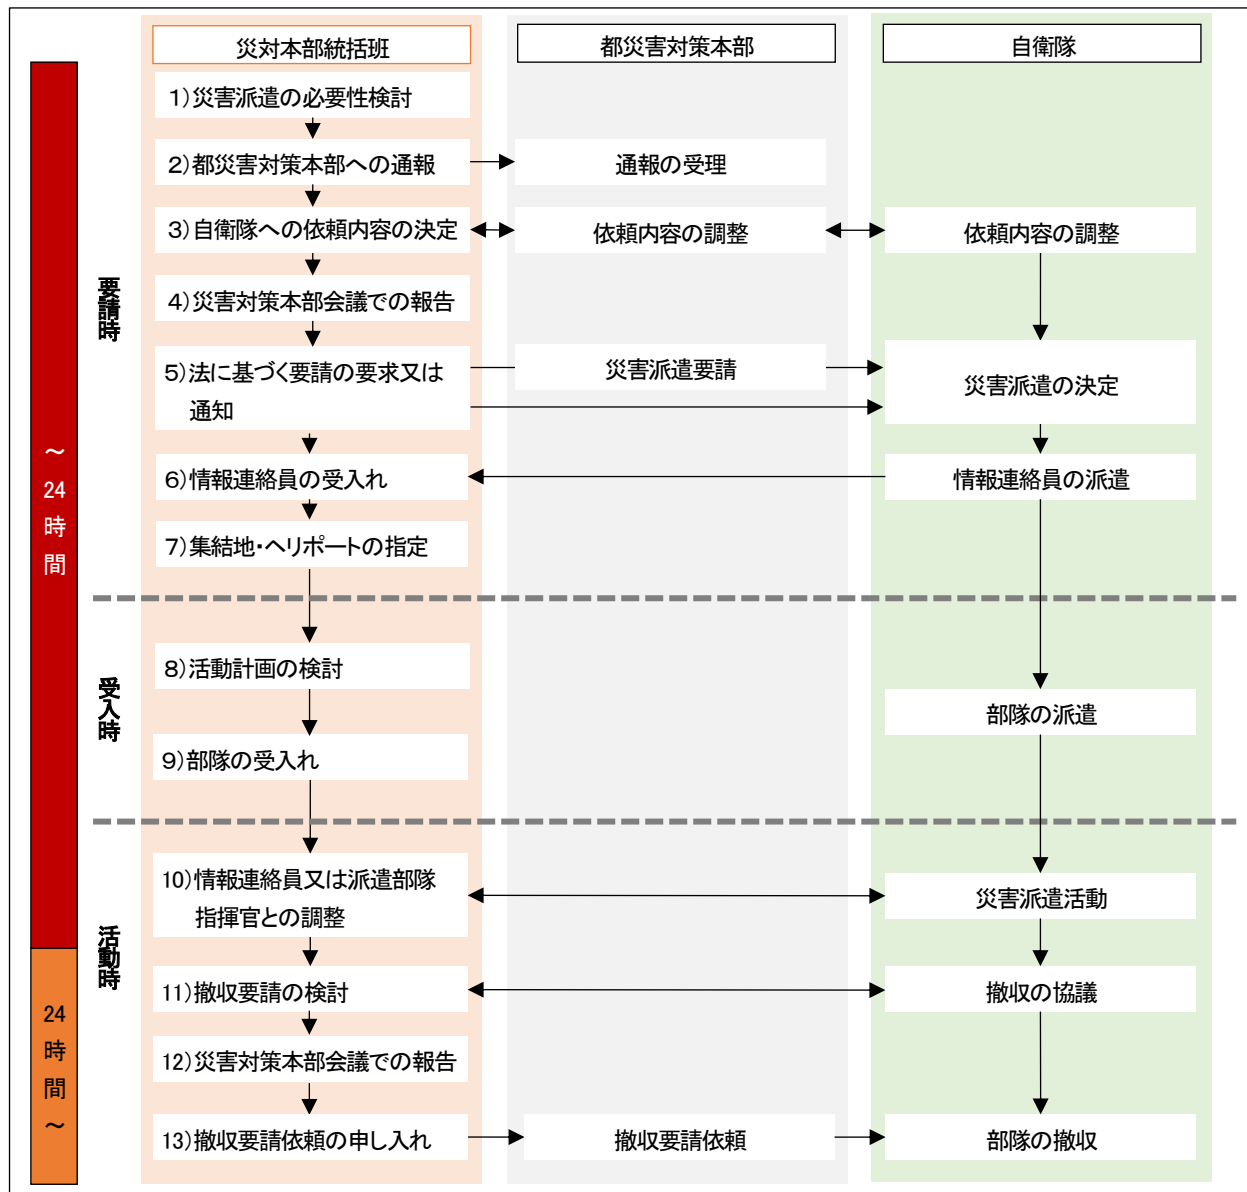 災対本部統括班
都災害対策本部
自衛隊
～24時間
24時間～
要請時
1)災害派遣の必要性検討
2)都災害対策本部への通報
通報の受理
3)自衛隊への依頼内容の決定
依頼内容の調整
依頼内容の調整
4)災害対策本部会議での報告
5)法に基づく要請の要求又は
通知
災害派遣要請
災害派遣の決定
6)情報連絡員の受入れ
情報連絡員の派遣
7)集結地・ヘリポートの指定
受入時
8)活動計画の検討
部隊の派遣
9)部隊の受入れ
活動時
10)情報連絡員又は派遣部隊
指揮官との調整
災害派遣活動
11)撤収要請の検討
撤収の協議
12)災害対策本部会議での報告
13)撤収要請依頼の申し入れ
撤収要請依頼
部隊の撤収